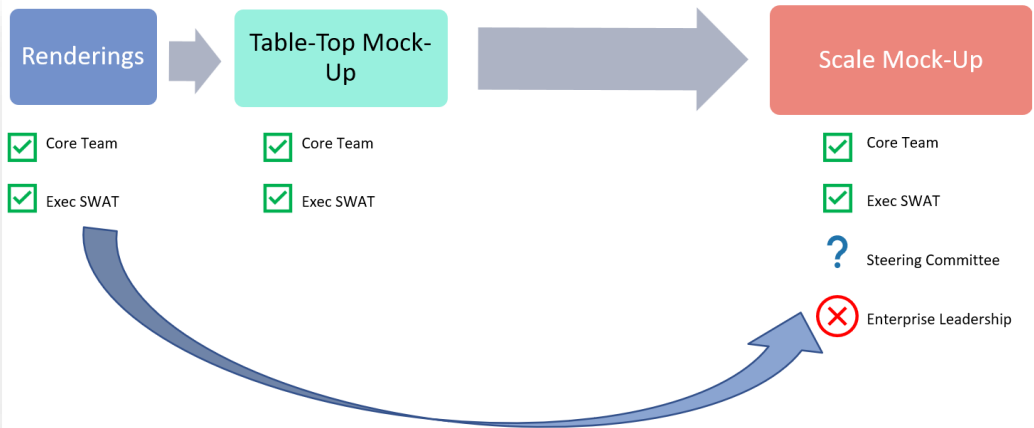 Renderings
Table-Top Mock-
Up
Scale Mock-Up
Core Team
Exec SWAT
Core Team
Exec SWAT
Core Team
Exec SWAT
?
Steering Committee
Enterprise Leadership